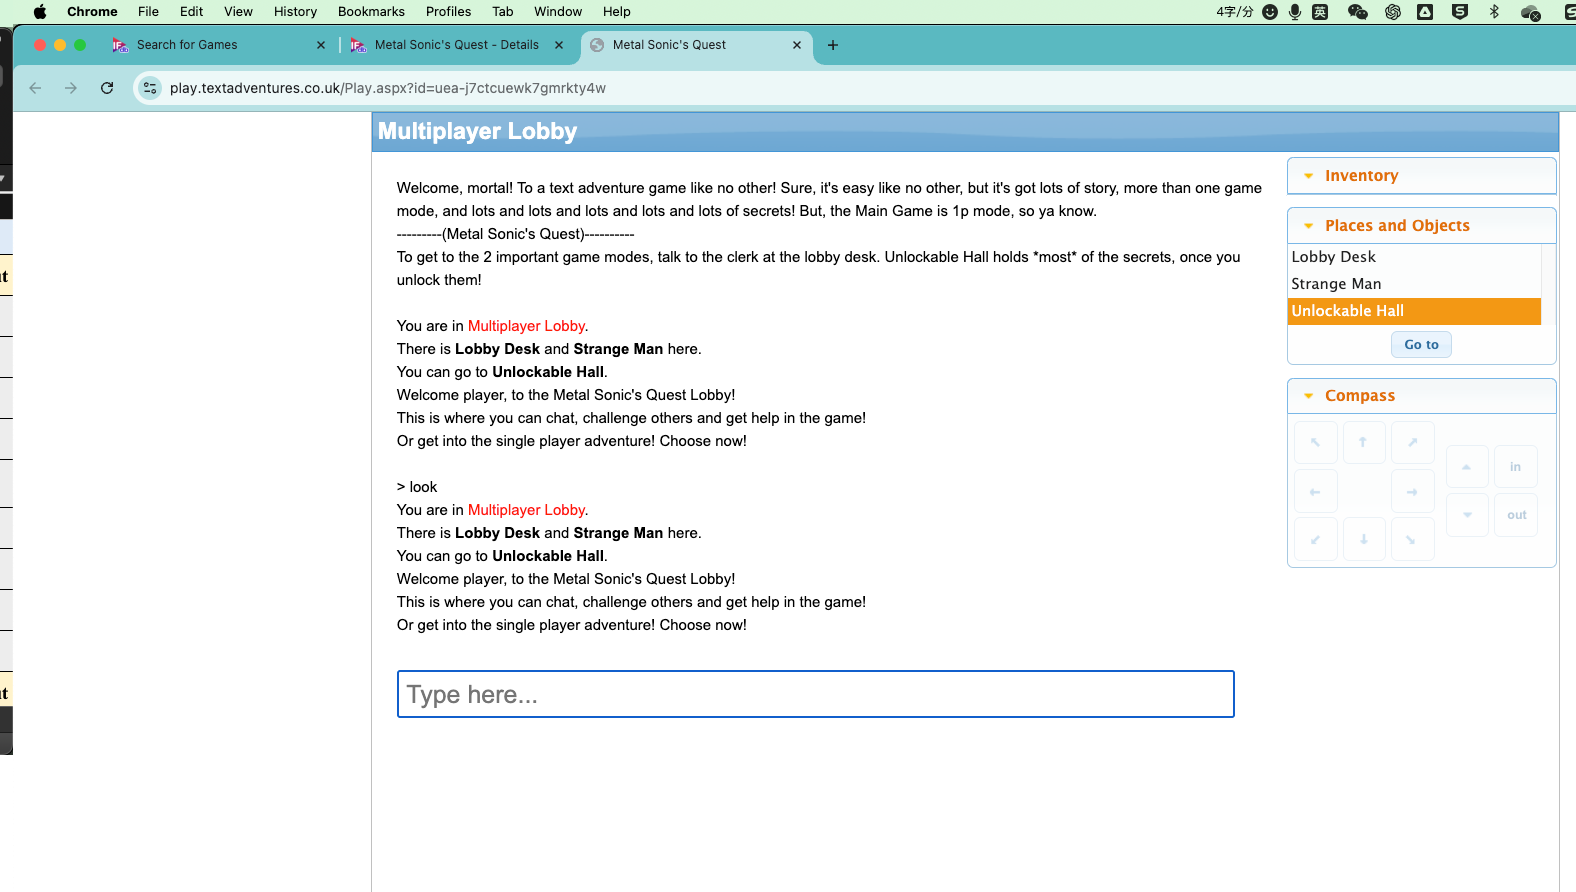 Chrome File Edit View History Bookmarks Profiles Tab Window Help 4字/分 英
Search for Games Metal Sonic's Quest - Details Metal Sonic's Quest
play.textadventures.co.uk/Play.aspx?id=uea-j7ctcuewk7gmrkty4w
Multiplayer Lobby
Welcome, mortal! To a text adventure game like no other! Sure, it's easy like no other, but it's got lots of story, more than one game
mode, and lots and lots and lots and lots and lots of secrets! But, the Main Game is 1p mode, so ya know.
---------(Metal Sonic's Quest)----------
To get to the 2 important game modes, talk to the clerk at the lobby desk. Unlockable Hall holds *most* of the secrets, once you
unlock them!
You are in Multiplayer Lobby.
There is Lobby Desk and Strange Man here.
You can go to Unlockable Hall.
Welcome player, to the Metal Sonic's Quest Lobby!
This is where you can chat, challenge others and get help in the game!
Or get into the single player adventure! Choose now!
> look
You are in Multiplayer Lobby.
There is Lobby Desk and Strange Man here.
You can go to Unlockable Hall.
Welcome player, to the Metal Sonic's Quest Lobby!
This is where you can chat, challenge others and get help in the game!
Or get into the single player adventure! Choose now!
Type here...
Inventory
Places and Objects
Lobby Desk
Strange Man
Unlockable Hall
Go to
Compass
in
out